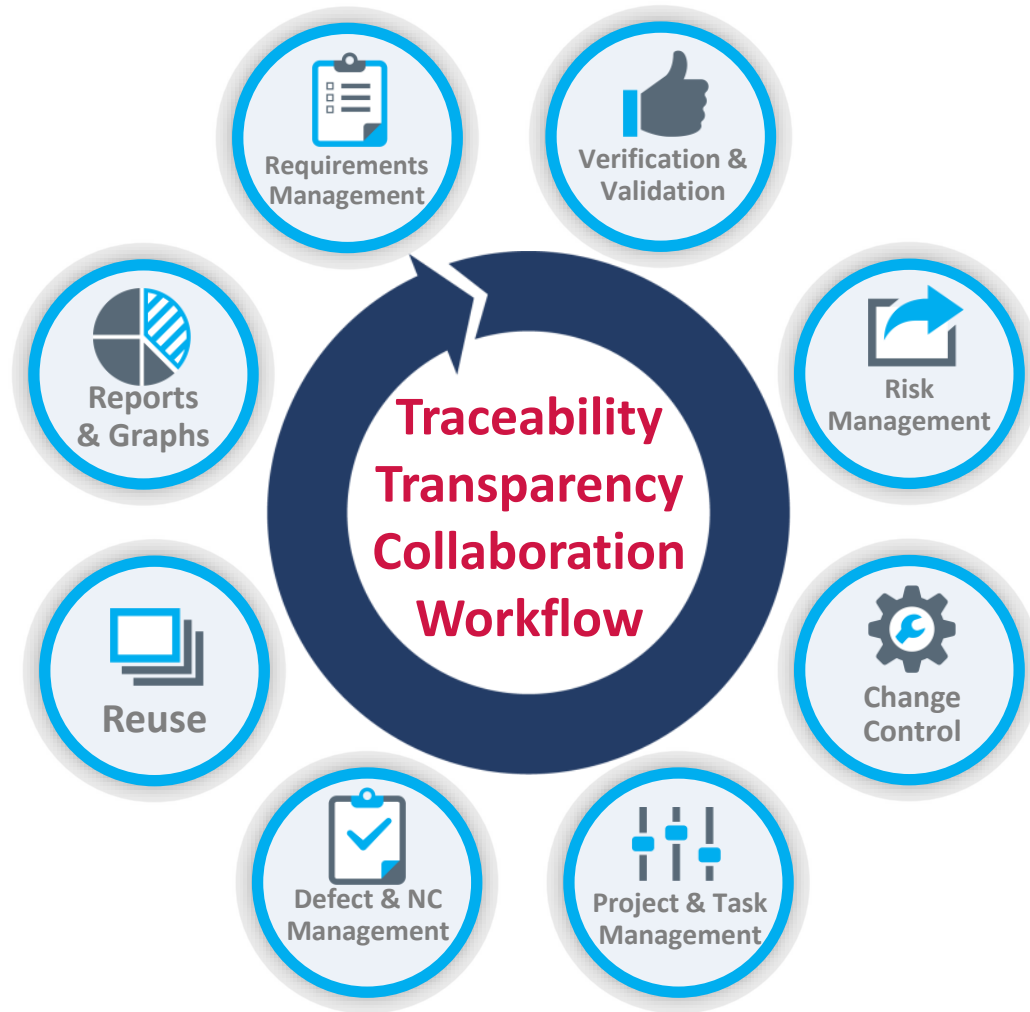 Requirements
Management
Verification &
Validation
Reports
& Graphs
Risk
Management
Traceability
Transparency
Collaboration
Workflow
Reuse
Change
Control
Defect & NC
Management
Project & Task
Management